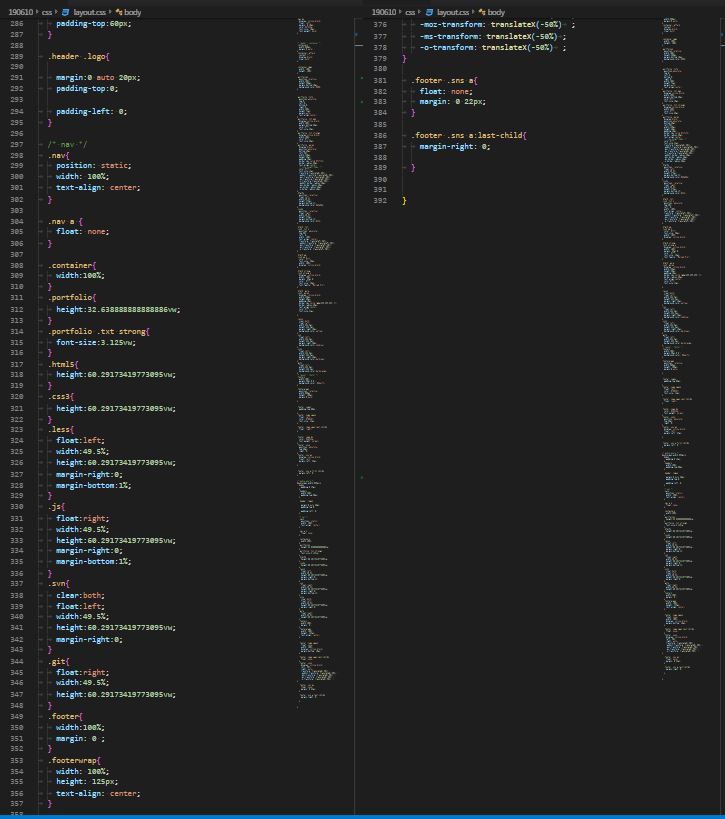 190610 > css > layout.css > body
286 padding-top:60px;
287 }
288
289 .header .logo{
290
291 margin:0 auto 20px;
292 padding-top:0;
293
294 padding-left: 0;
295 }
296
297 /* nav */
298 .nav{
299 position: static;
300 width: 100%;
301 text-align: center;
302 }
303
304 .nav a {
305 float: none;
306 }
307
308 .container{
309 width:100%;
310 }
311 .portfolio{
312 height:32.638888888888886vw;
313 }
314 .portfolio .txt strong{
315 font-size:3.125vw;
316 }
317 .html5{
318 height:60.29173419773095vw;
319 }
320 .css3{
321 height:60.29173419773095vw;
322 }
323 .less{
324 float:left;
325 width:49.5%;
326 height:60.29173419773095vw;
327 margin-right:0;
328 margin-bottom:1%;
329 }
330 .js{
331 float:right;
332 width:49.5%;
333 height:60.29173419773095vw;
334 margin-right:0;
335 margin-bottom:1%;
336 }
337 .svn{
338 clear:both;
339 float:left;
340 width:49.5%;
341 height:60.29173419773095vw;
342 margin-right:0;
343 }
344 .git{
345 float:right;
346 width:49.5%;
347 height:60.29173419773095vw;
348 }
349 .footer{
350 width:100%;
351 margin: 0 ;
352 }
353 .footerwrap{
354 width: 100%;
355 height: 125px;
356 text-align: center;
357 }
190610 > css > layout.css > body
376 -moz-transform: translateX(-50%) ;
377 -ms-transform: translateX(-50%) ;
378 -o-transform: translateX(-50%) ;
379 }
380
381 .footer .sns a{
382 float: none;
383 margin: 0 22px;
384 }
385
386 .footer .sns a:last-child{
387 margin-right: 0;
388
389 }
390
391
392 }